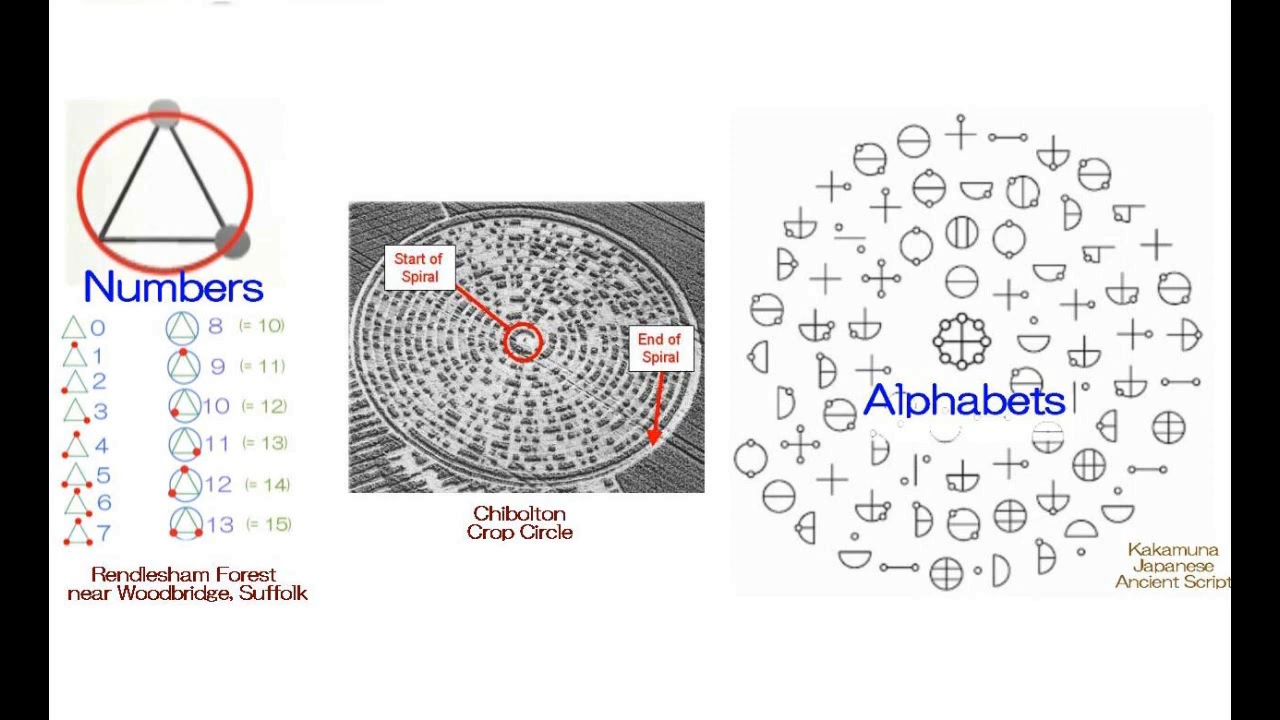 Numbers
0
1
2
3
4
5
6
7
8 (= 10)
9 (= 11)
10 (= 12)
11 (= 13)
12 (= 14)
13 (= 15)
Rendlesham Forest
near Woodbridge, Suffolk
Start of
Spiral
End of
Spiral
Chibolton
Crop Circle
Alphabets
Kakamuna
Japanese
Ancient Script